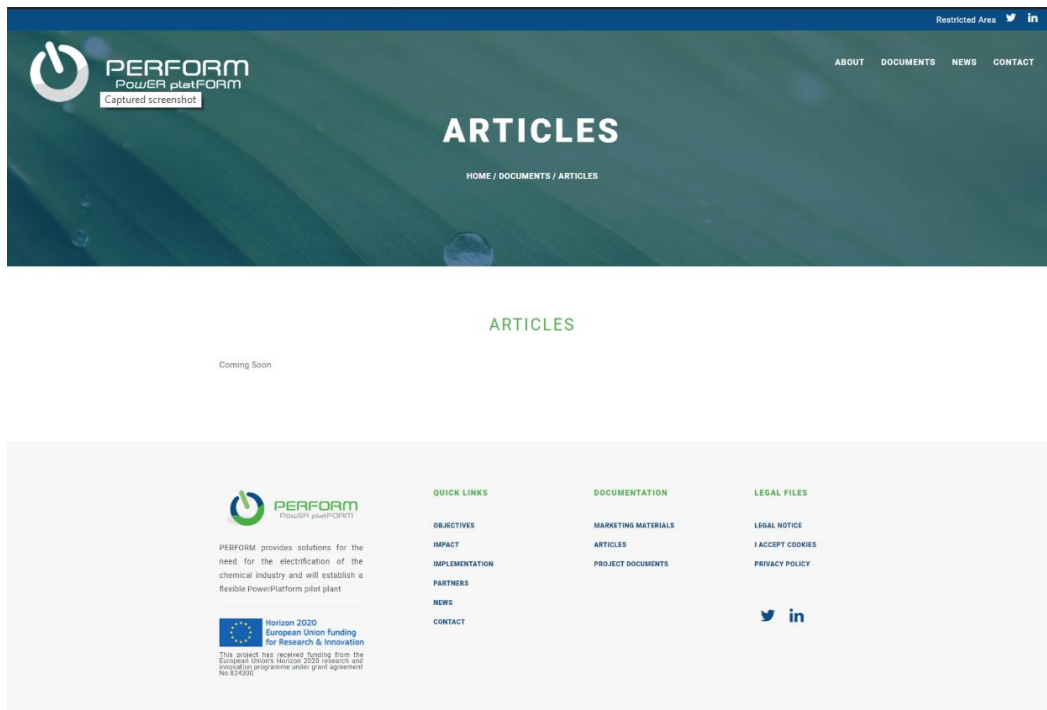 Restricted Area
PERFORM
PowER platFORM
Captured screenshot
ABOUT DOCUMENTS NEWS CONTACT
ARTICLES
HOME / DOCUMENTS / ARTICLES
ARTICLES
Coming Soon
PERFORM
PowER platFORM
PERFORM provides solutions for the
need for the electrification of the
chemical industry and will establish a
flexible PowerPlatform pilot plant
Horizon 2020
European Union funding
for Research & Innovation
This project has received funding from the
European Union's Horizon 2020 research and
innovation programme under grant agreement
No 824300.
QUICK LINKS
OBJECTIVES
IMPACT
IMPLEMENTATION
PARTNERS
NEWS
CONTACT
DOCUMENTATION
MARKETING MATERIALS
ARTICLES
PROJECT DOCUMENTS
LEGAL FILES
LEGAL NOTICE
I ACCEPT COOKIES
PRIVACY POLICY